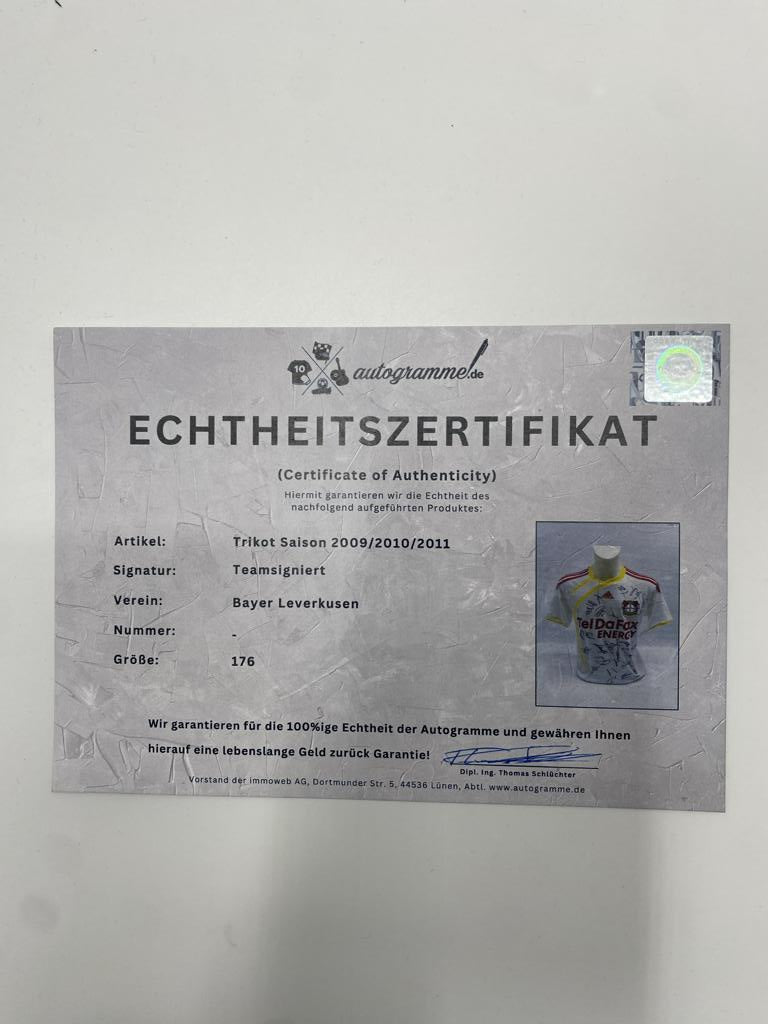 10
autogramme.de
ECHTHEITSZERTIFIKAT
(Certificate of Authenticity)
Hiermit garantieren wir die Echtheit des
nachfolgend aufgeführten Produktes:
Artikel: Trikot Saison 2009/2010/2011
Signatur: Teamsigniert
Verein: Bayer Leverkusen
Nummer: -
Größe: 176
TelDaFax
ENERGY
Wir garantieren für die 100%ige Echtheit der Autogramme und gewähren Ihnen
hierauf eine lebenslange Geld zurück Garantie!
Dipl. Ing. Thomas Schlüchter
Vorstand der immoweb AG, Dortmunder Str. 5, 44536 Lünen, Abtl. www.autogramme.de